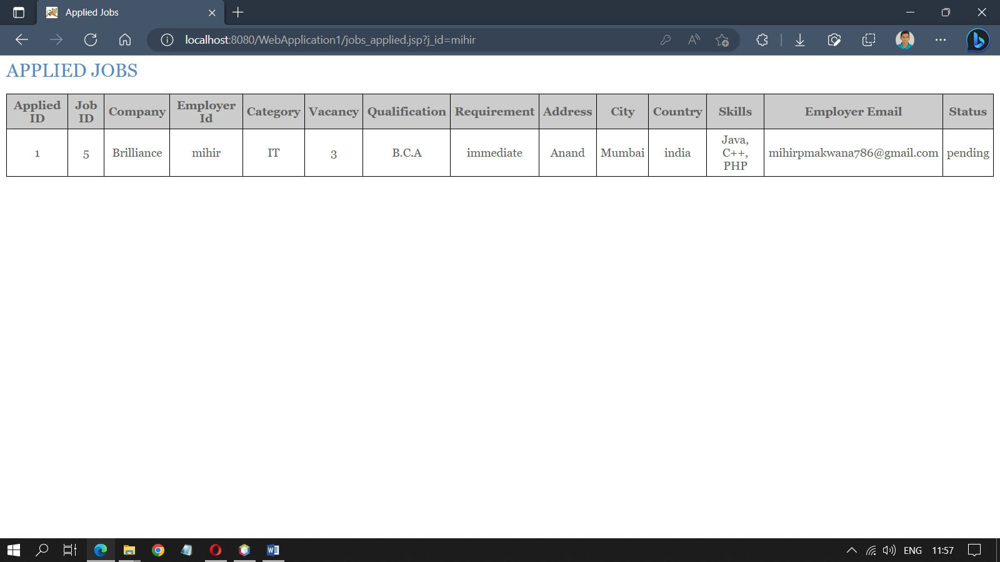 Applied Jobs
localhost:8080/WebApplication1/jobs_applied.jsp?j_id=mihir
APPLIED JOBS
Applied ID Job ID Company Employer Id Category Vacancy Qualification Requirement Address City Country Skills Employer Email Status
1 5 Brilliance mihir IT 3 B.C.A immediate Anand Mumbai india Java, C++, PHP mihirpmakwana786@gmail.com pending
ENG 11:57